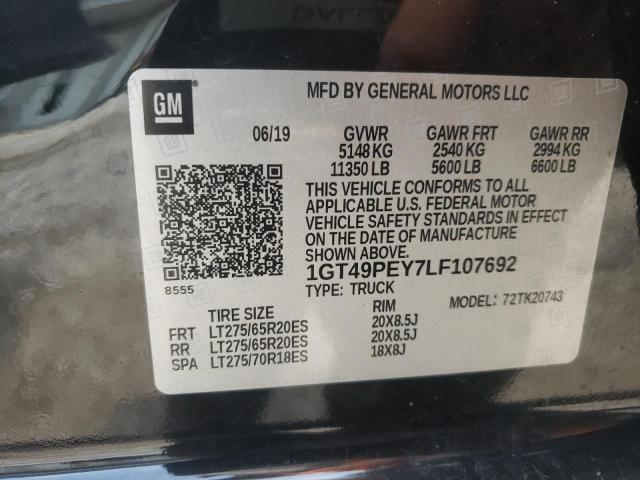 GM
MFD BY GENERAL MOTORS LLC
06/19 GVWR GAWR FRT GAWR RR
5148 KG 2540 KG 2994 KG
11350 LB 5600 LB 6600 LB
THIS VEHICLE CONFORMS TO ALL
APPLICABLE U.S. FEDERAL MOTOR
VEHICLE SAFETY STANDARDS IN EFFECT
ON THE DATE OF MANUFACTURE
SHOWN ABOVE.
1GT49PEY7LF107692
8555
TYPE: TRUCK MODEL: 72TK20743
TIRE SIZE RIM
FRT LT275/65R20ES 20X8.5J
RR LT275/65R20ES 20X8.5J
SPA LT275/70R18ES 18X8J